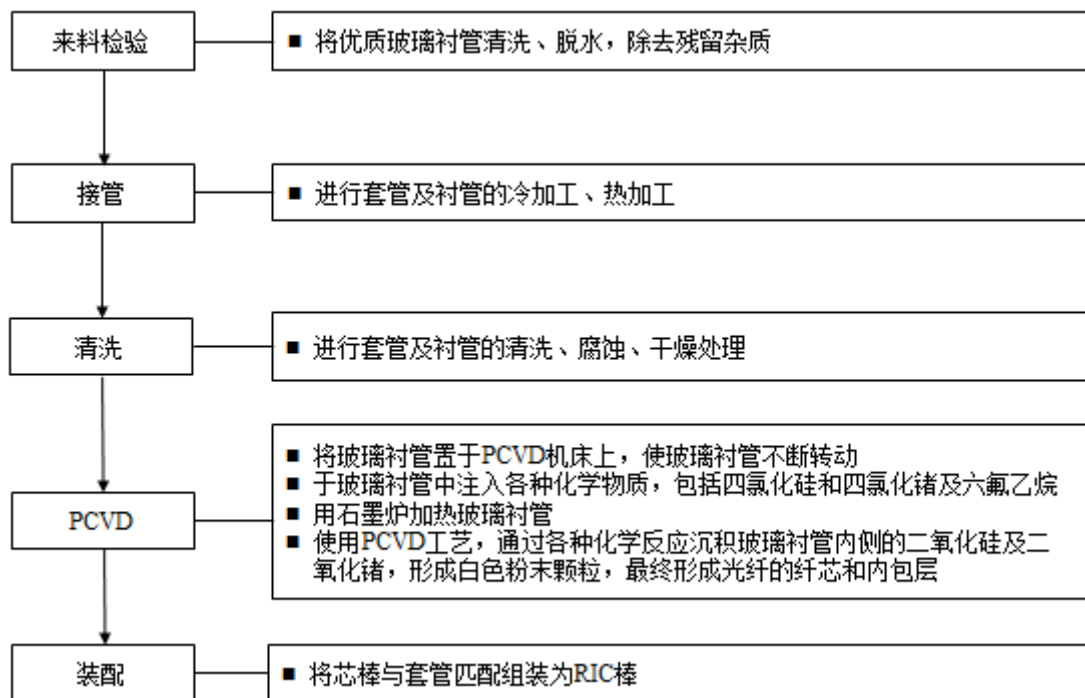 来料检验
■ 将优质玻璃衬管清洗、脱水，除去残留杂质
接管
■ 进行套管及衬管的冷加工、热加工
清洗
■ 进行套管及衬管的清洗、腐蚀、干燥处理
PCVD
■ 将玻璃衬管置于PCVD机床上，使玻璃衬管不断转动
■ 于玻璃衬管中注入各种化学物质，包括四氯化硅和四氯化锗及六氟乙烷
■ 用石墨炉加热玻璃衬管
■ 使用PCVD工艺，通过各种化学反应沉积玻璃衬管内侧的二氧化硅及二
氧化锗，形成白色粉末颗粒，最终形成光纤的纤芯和内包层
装配
■ 将芯棒与套管匹配组装为RIC棒